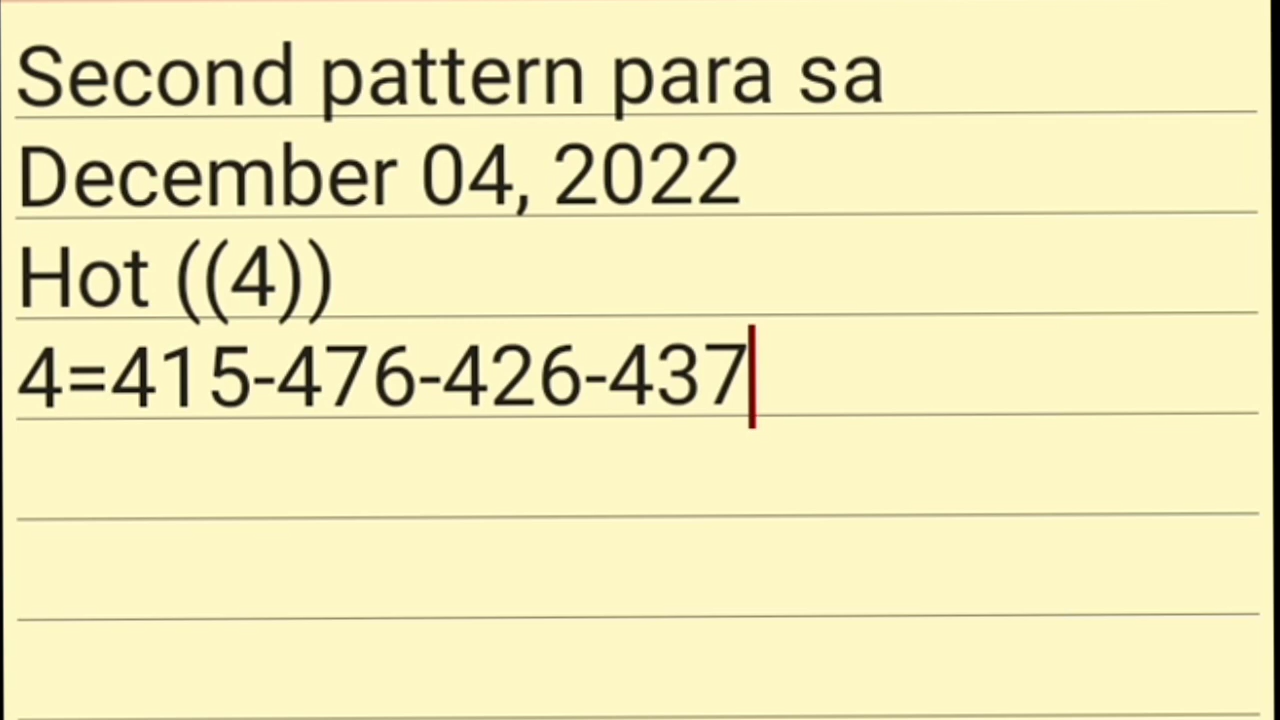 Second pattern para sa
December 04, 2022
Hot ((4))
4=415-476-426-437